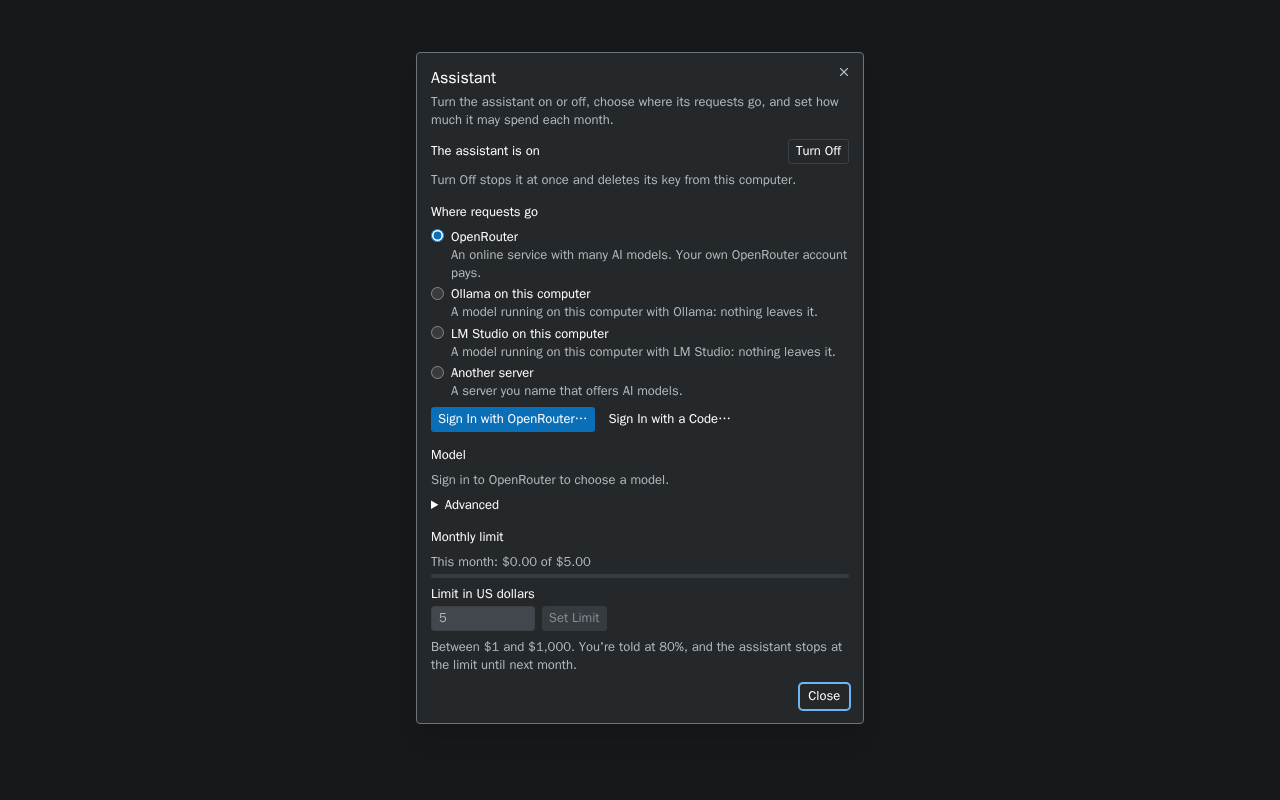 Assistant
Turn the assistant on or off, choose where its requests go, and set how
much it may spend each month.
The assistant is on
Turn Off
Turn Off stops it at once and deletes its key from this computer.
Where requests go
OpenRouter
An online service with many AI models. Your own OpenRouter account
pays.
Ollama on this computer
A model running on this computer with Ollama: nothing leaves it.
LM Studio on this computer
A model running on this computer with LM Studio: nothing leaves it.
Another server
A server you name that offers AI models.
Sign In with OpenRouter…
Sign In with a Code…
Model
Sign in to OpenRouter to choose a model.
Advanced
Monthly limit
This month: $0.00 of $5.00
Limit in US dollars
5
Set Limit
Between $1 and $1,000. You're told at 80%, and the assistant stops at
the limit until next month.
Close